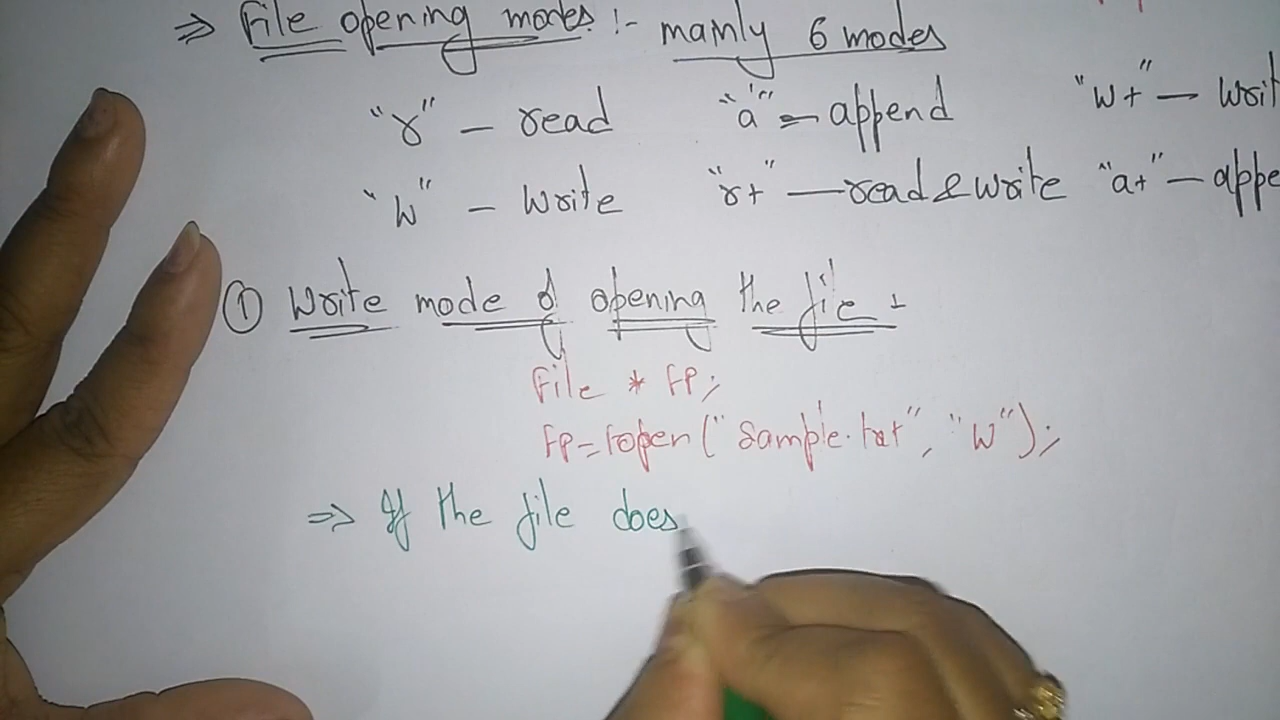 ⇒ File opening modes :- mainly 6 modes
"r" – read "a" – append "w+" – writ
"w" – write "r+" – read & write "a+" – appe
① Write mode of opening the file :-
File * FP;
FP = fopen ("Sample.txt", "w");
⇒ If the file does